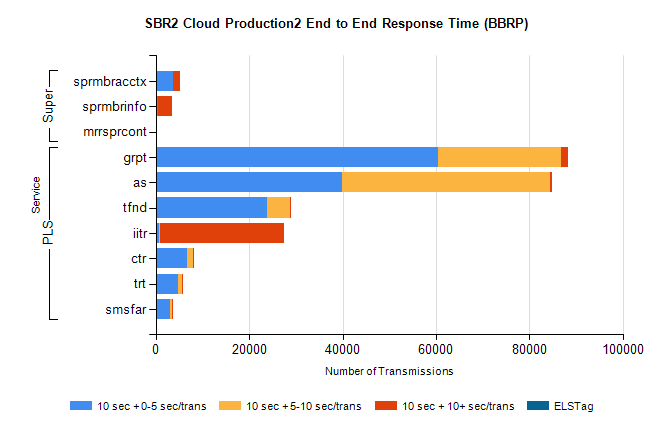 SBR2 Cloud Production2 End to End Response Time (BBRP)
Super
sprmbracctx
sprmbrinfo
mrrsprcont
Service
PLS
grpt
as
tfnd
iitr
ctr
trt
smsfar
0 20000 40000 60000 80000 100000
Number of Transmissions
10 sec +0-5 sec/trans 10 sec +5-10 sec/trans 10 sec + 10+ sec/trans ELSTag